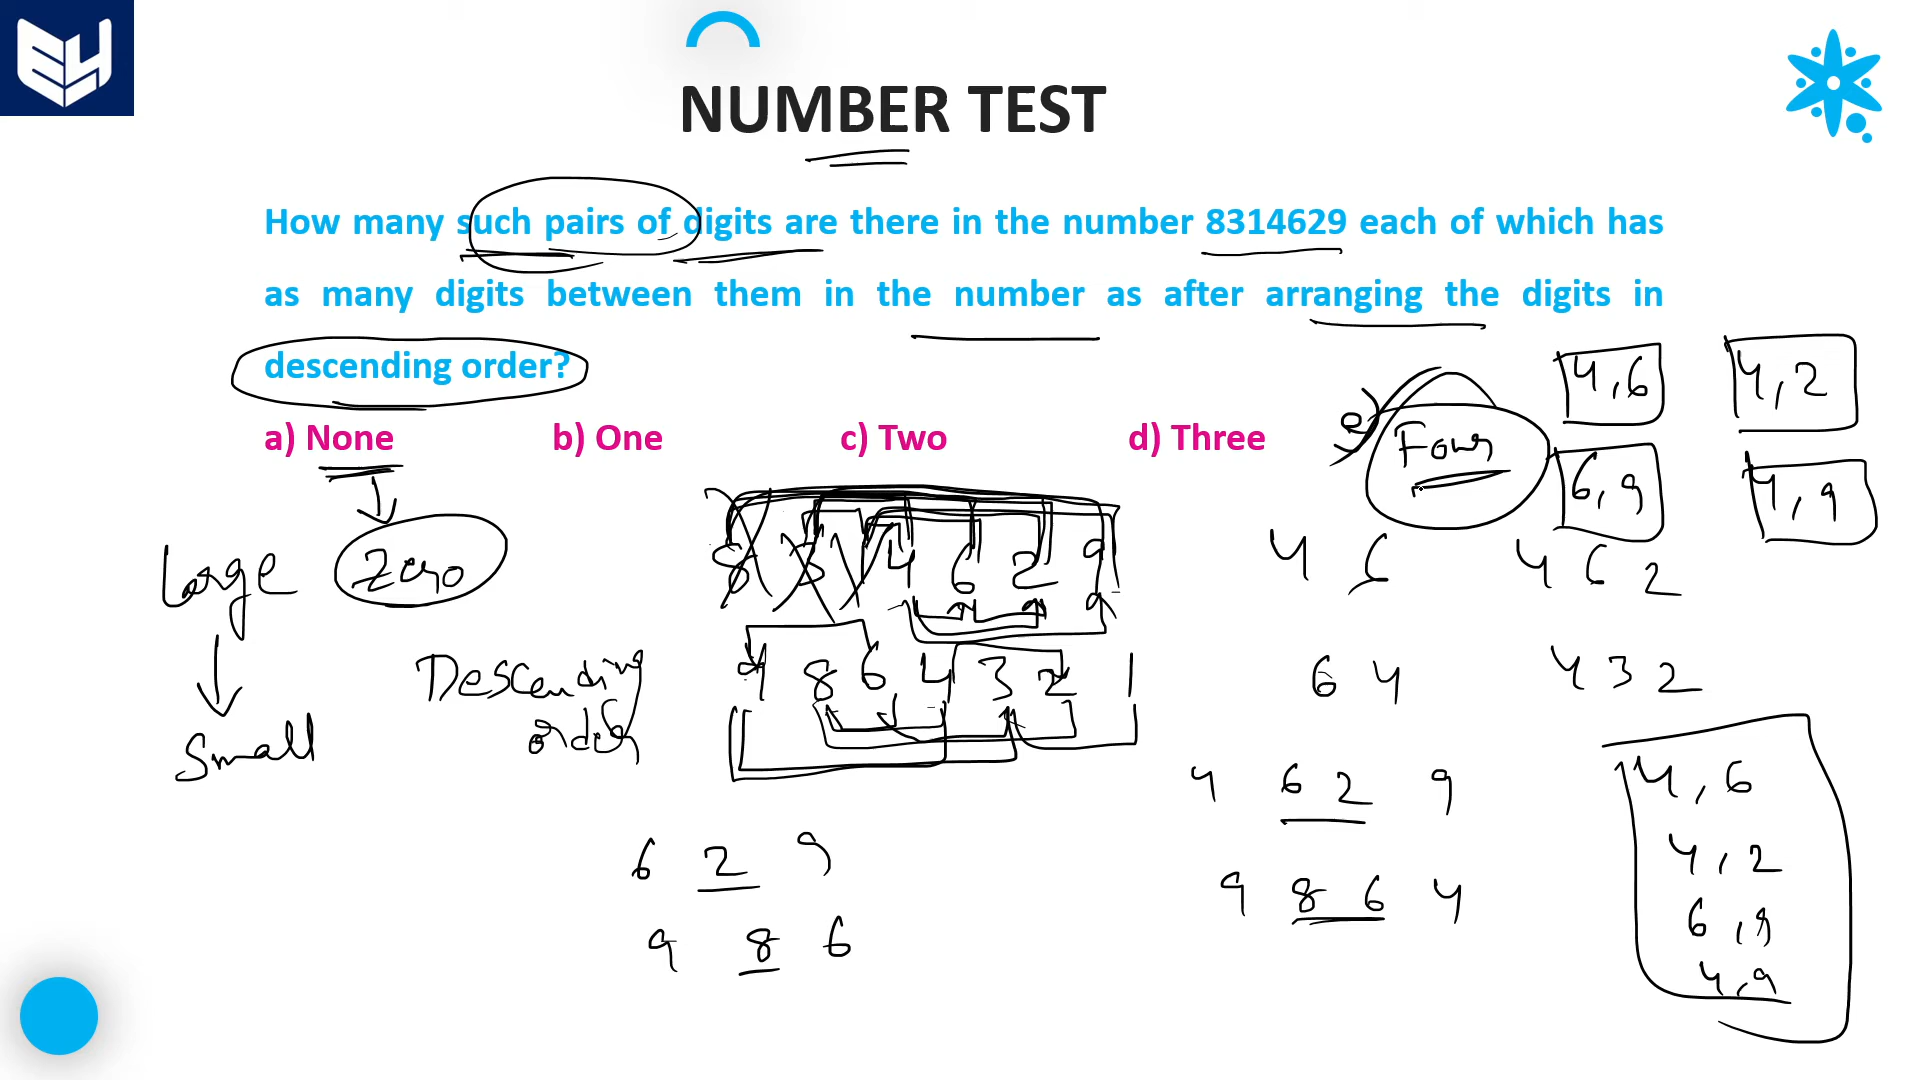 NUMBER TEST
How many such pairs of digits are there in the number 8314629 each of which has
as many digits between them in the number as after arranging the digits in
descending order?
a) None b) One c) Two d) Three e) Four
4,6 4,2
6,9 4,9
Large Zero
8 3 1 4 6 2 9
4 6 4 6 2
Descending order
9 8 6 4 3 2 1
6 4 4 3 2
Small
4 6 2 9
9 8 6 4
6 2 9
9 8 6
4,6
4,2
6,9
4,9